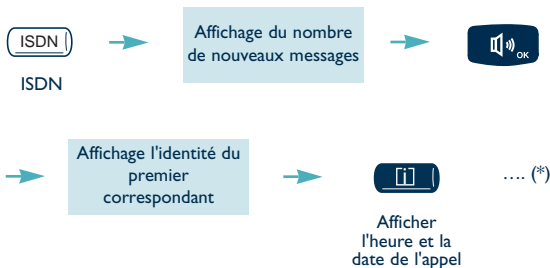 ISDN
Affichage du nombre
de nouveaux messages
OK
ISDN
Affichage l'identité du
premier
correspondant
[i]
.... (*)
Afficher
l'heure et la
date de l'appel